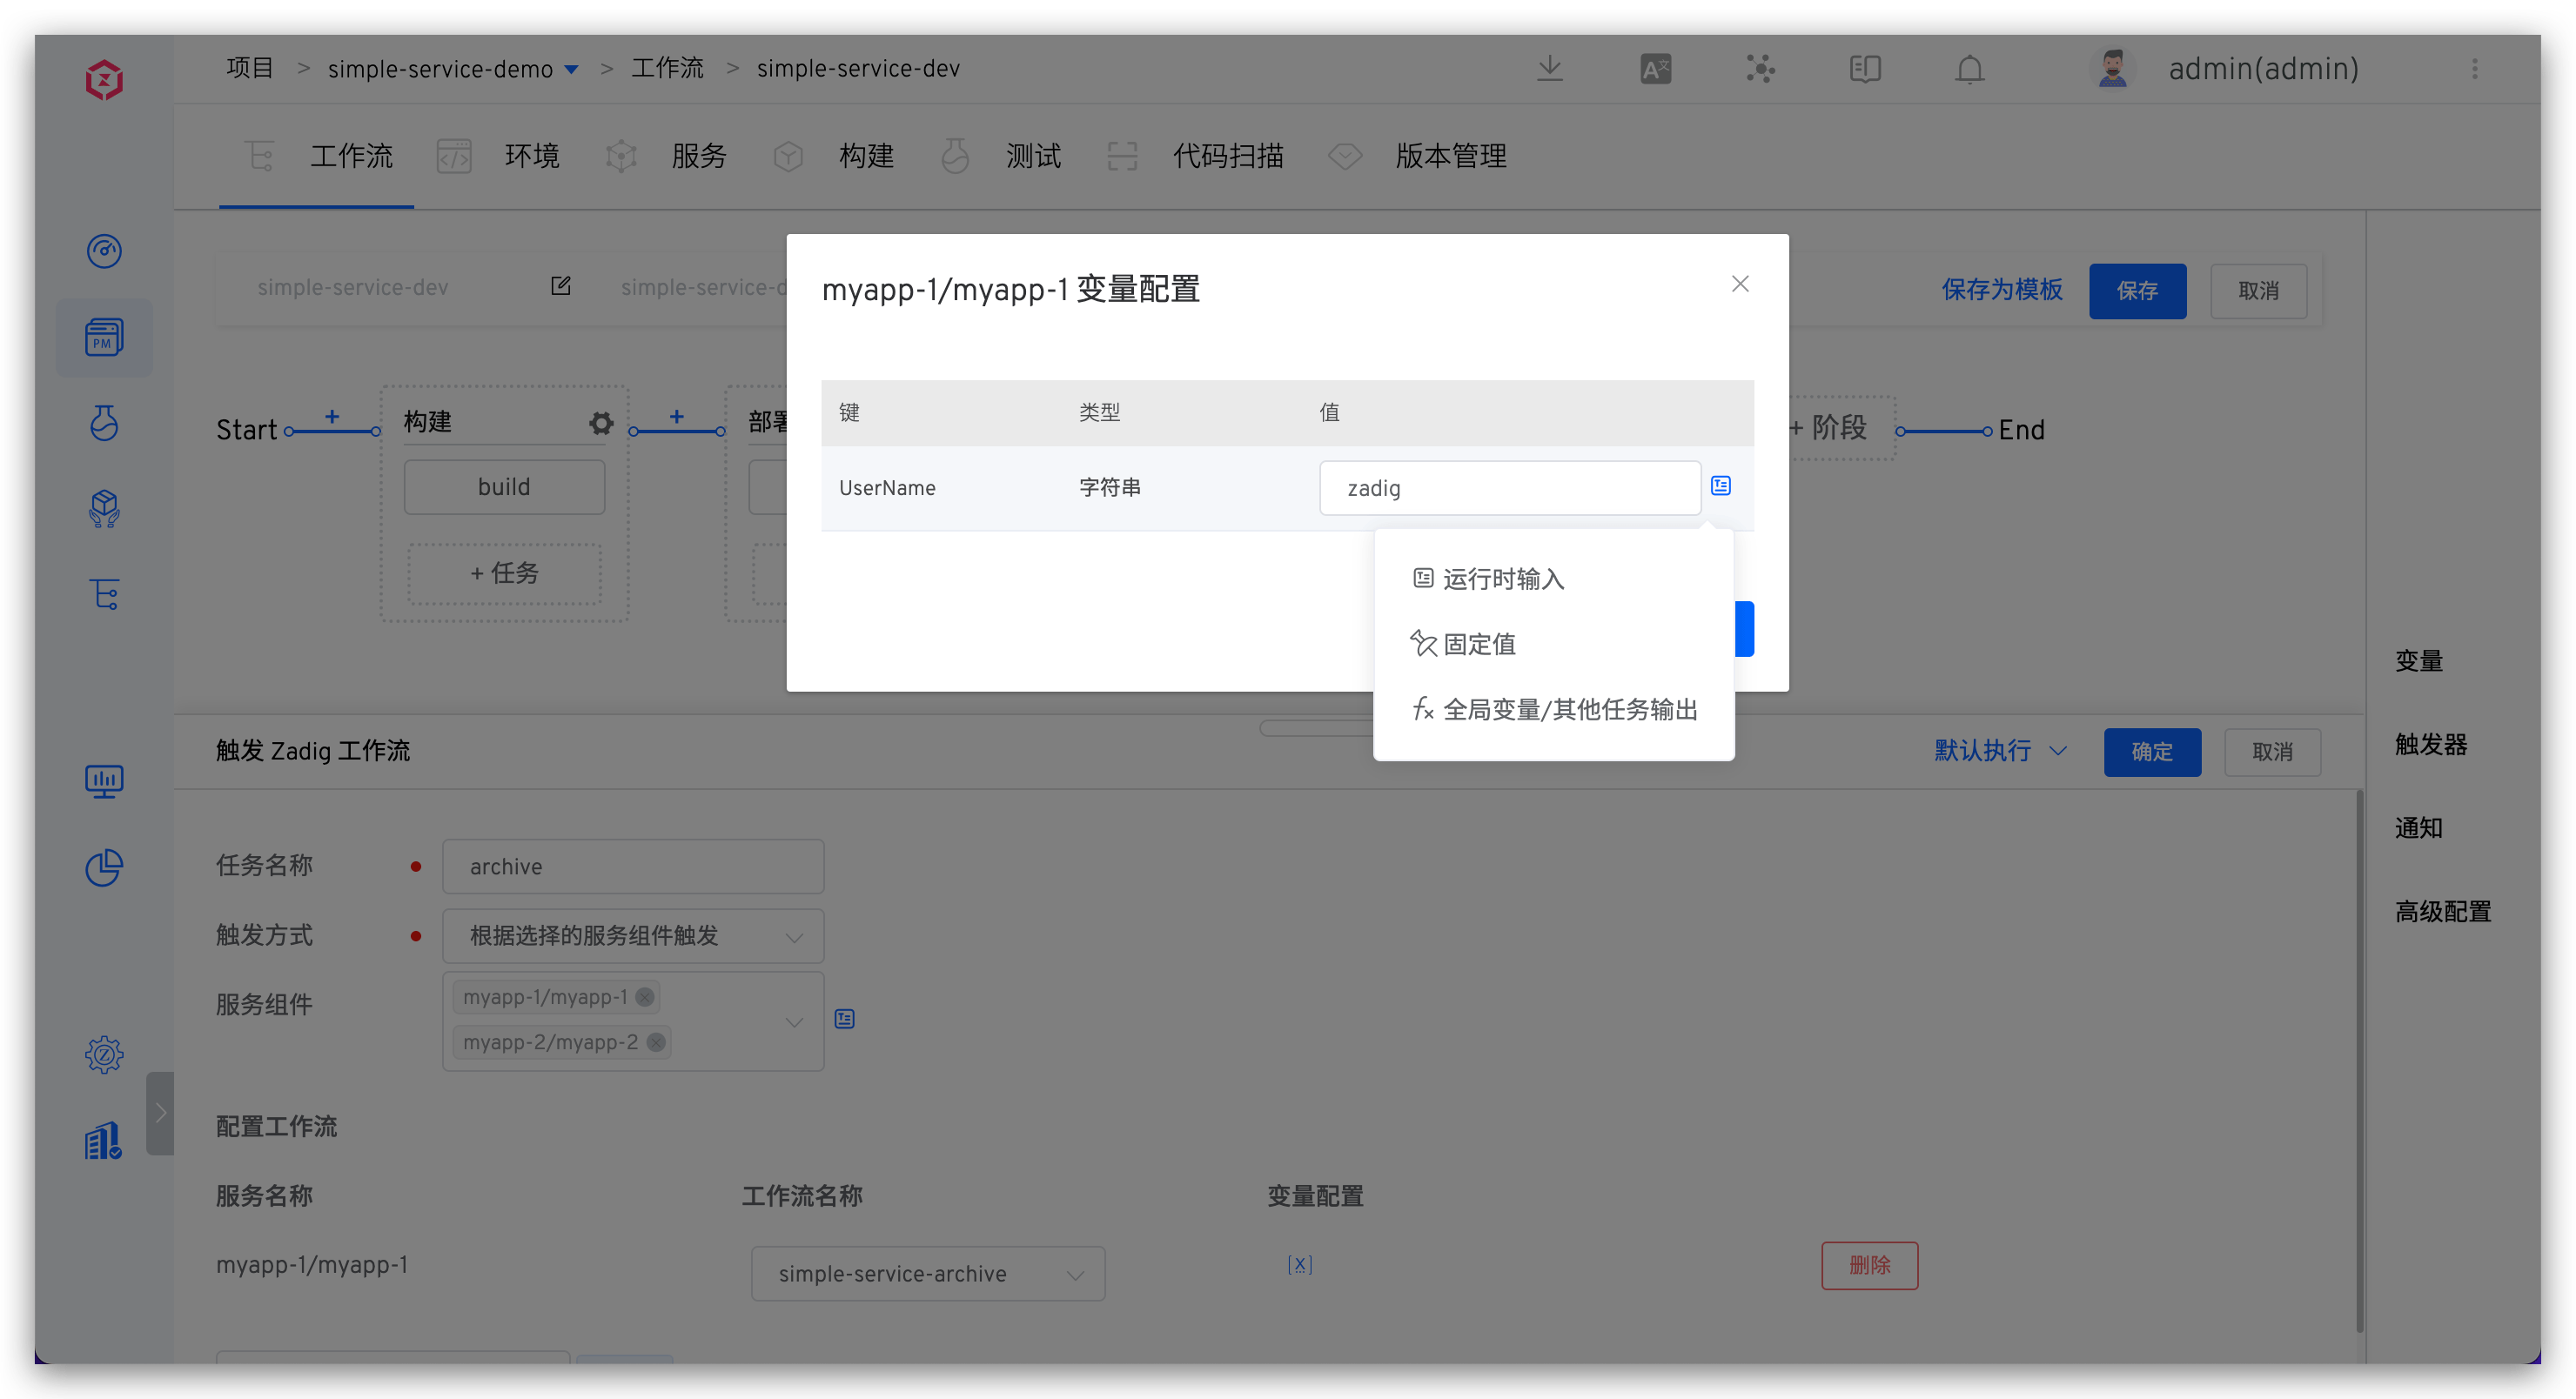 项目 > simple-service-demo > 工作流 > simple-service-dev
admin(admin)
工作流 环境 服务 构建 测试 代码扫描 版本管理
simple-service-dev simple-service-d
保存为模板 保存 取消
PM
myapp-1/myapp-1 变量配置
键 类型 值
UserName 字符串 zadig
运行时输入
固定值
全局变量/其他任务输出
Start 构建 部署 + 阶段 End
build
+ 任务
变量
触发器
通知
高级配置
触发 Zadig 工作流 默认执行 确定 取消
任务名称 archive
触发方式 根据选择的服务组件触发
服务组件 myapp-1/myapp-1
myapp-2/myapp-2
配置工作流
服务名称 工作流名称 变量配置
myapp-1/myapp-1 simple-service-archive [x] 删除